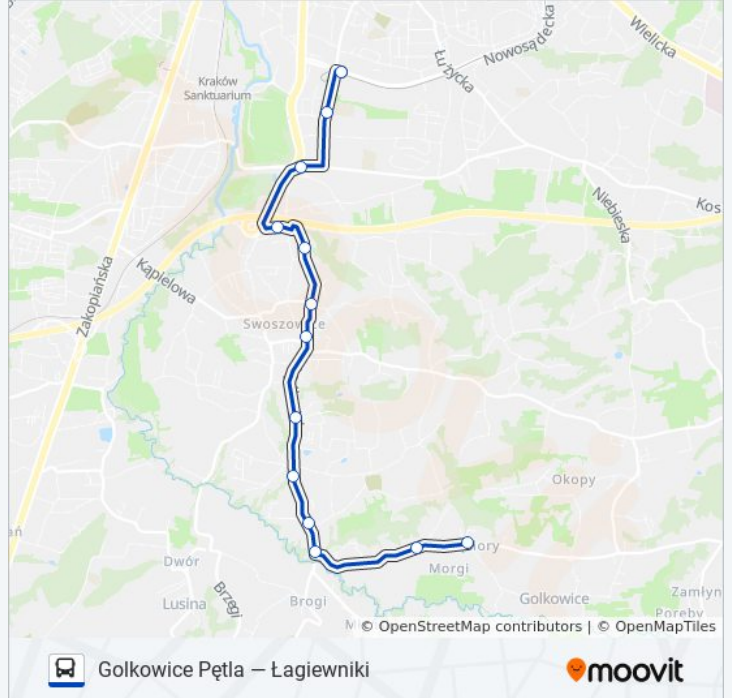 Wielicka
Nowosądecka
Łużycka
Kraków
Sanktuarium
Niebieska
Kos
Kąpielowa
Zakopiańska
Swoszowice
Okopy
Dwór
Morgi
Zamłyn
Brzegi
Lusina
Brogi
Golkowice
Poręby
© OpenStreetMap contributors | © OpenMapTiles
Golkowice Pętla — Łagiewniki
moovit